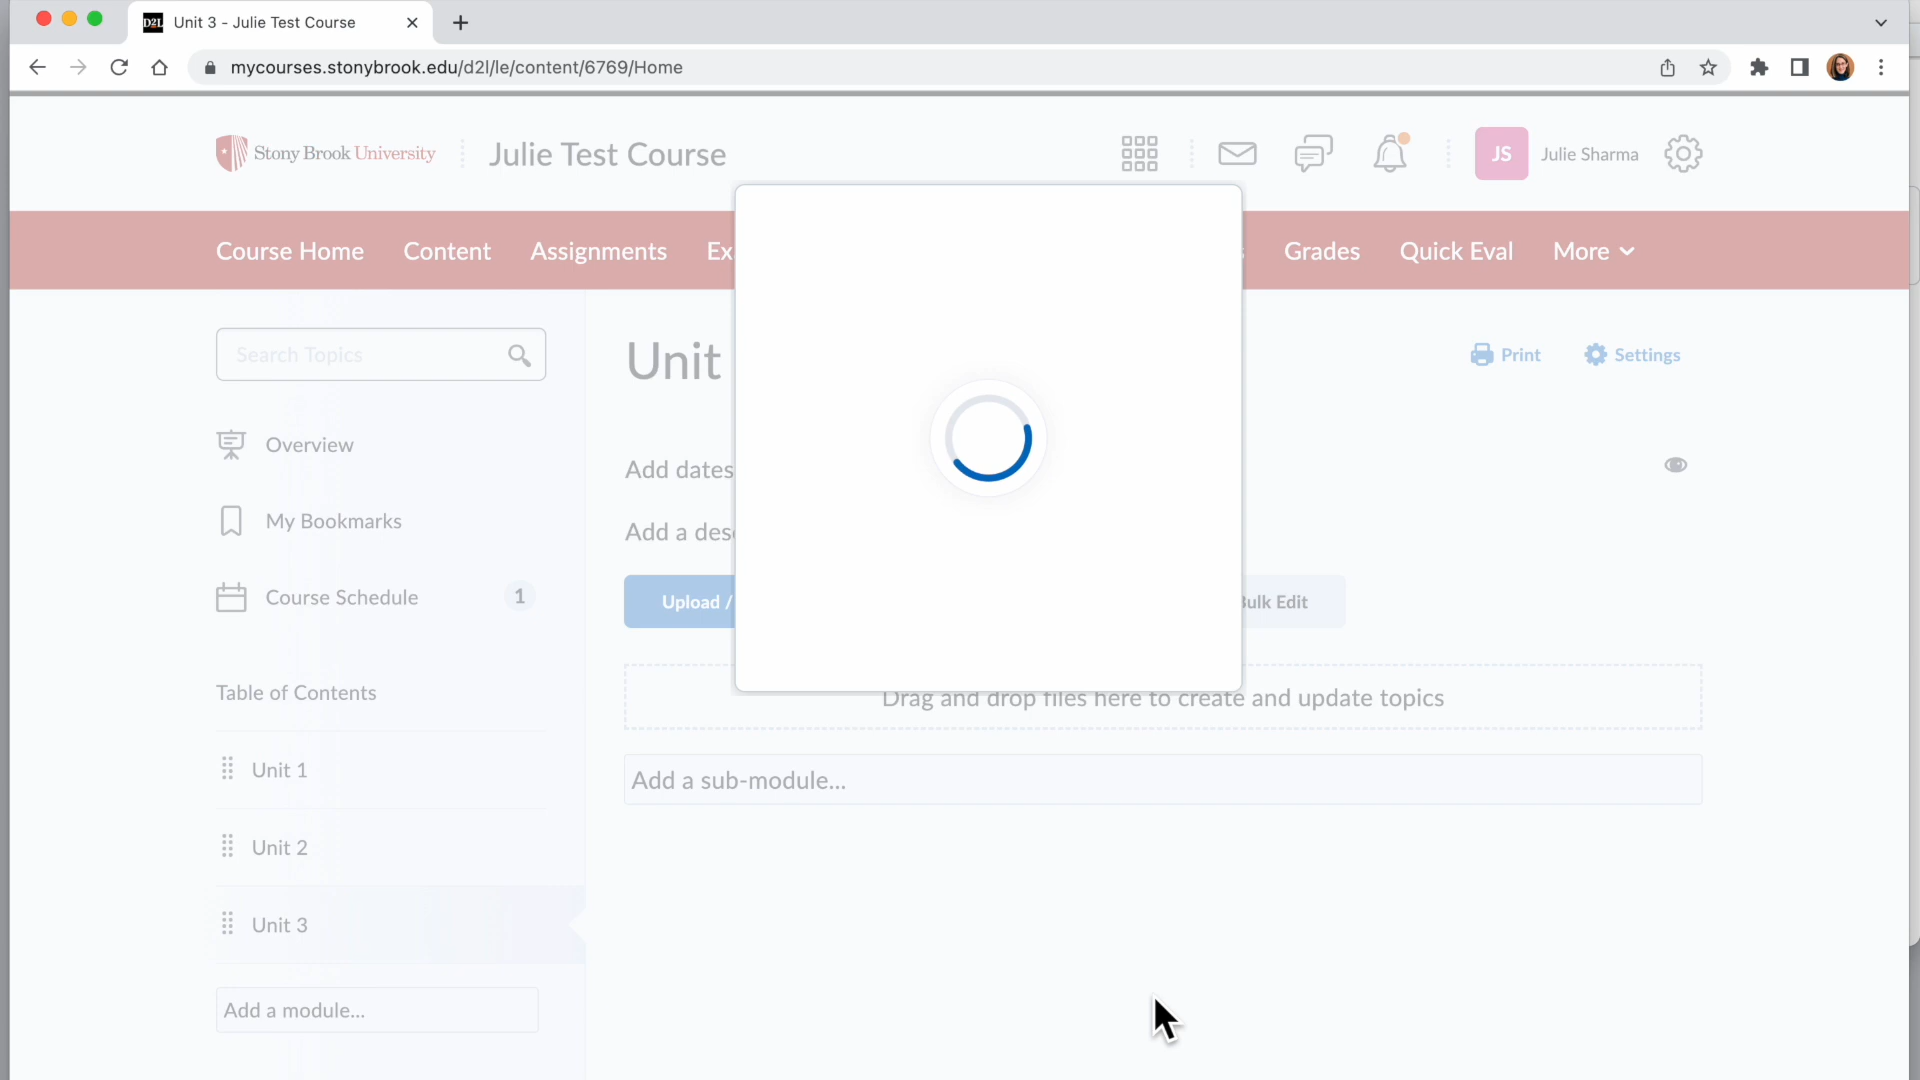 D2L Unit 3 - Julie Test Course
mycourses.stonybrook.edu/d2l/le/content/6769/Home
Stony Brook University
Julie Test Course
JS
Julie Sharma
Course Home
Content
Assignments
Grades
Quick Eval
More
Search Topics
Unit
Print
Settings
Overview
Add dates
My Bookmarks
Add a
Course Schedule
1
Upload /
Bulk Edit
Table of Contents
Drag and drop files here to create and update topics
Unit 1
Add a sub-module...
Unit 2
Unit 3
Add a module...